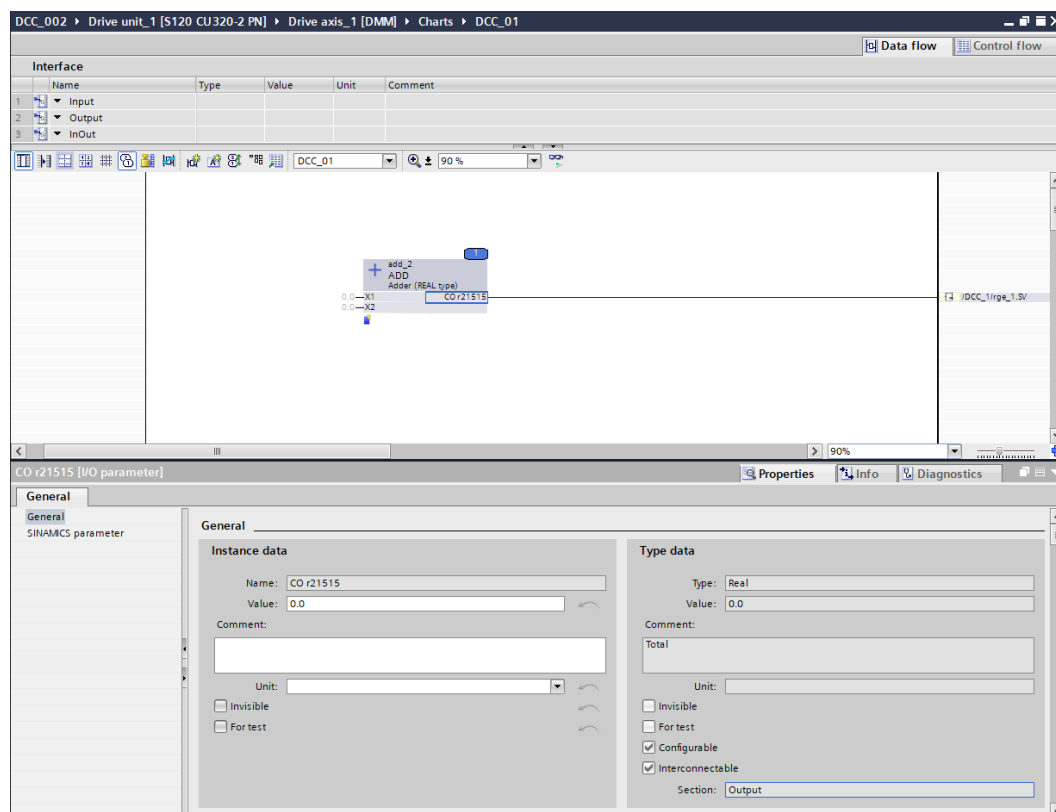 DCC_002 ▸ Drive unit_1 [S120 CU320-2 PN] ▸ Drive axis_1 [DMM] ▸ Charts ▸ DCC_01
Data flow Control flow
Interface
Name Type Value Unit Comment
1 Input
2 Output
3 InOut
DCC_01 90 %
1
add_2
ADD
Adder (REAL type)
0.0 X1 CO r21515 /DCC_1/rge_1.SV
0.0 X2
90%
CO r21515 [I/O parameter] Properties Info Diagnostics
General
General
SINAMICS parameter
General
Instance data Type data
Name: CO r21515 Type: Real
Value: 0.0 Value: 0.0
Comment: Comment:
Total
Unit: Unit:
Invisible Invisible
For test For test
Configurable
Interconnectable
Section: Output